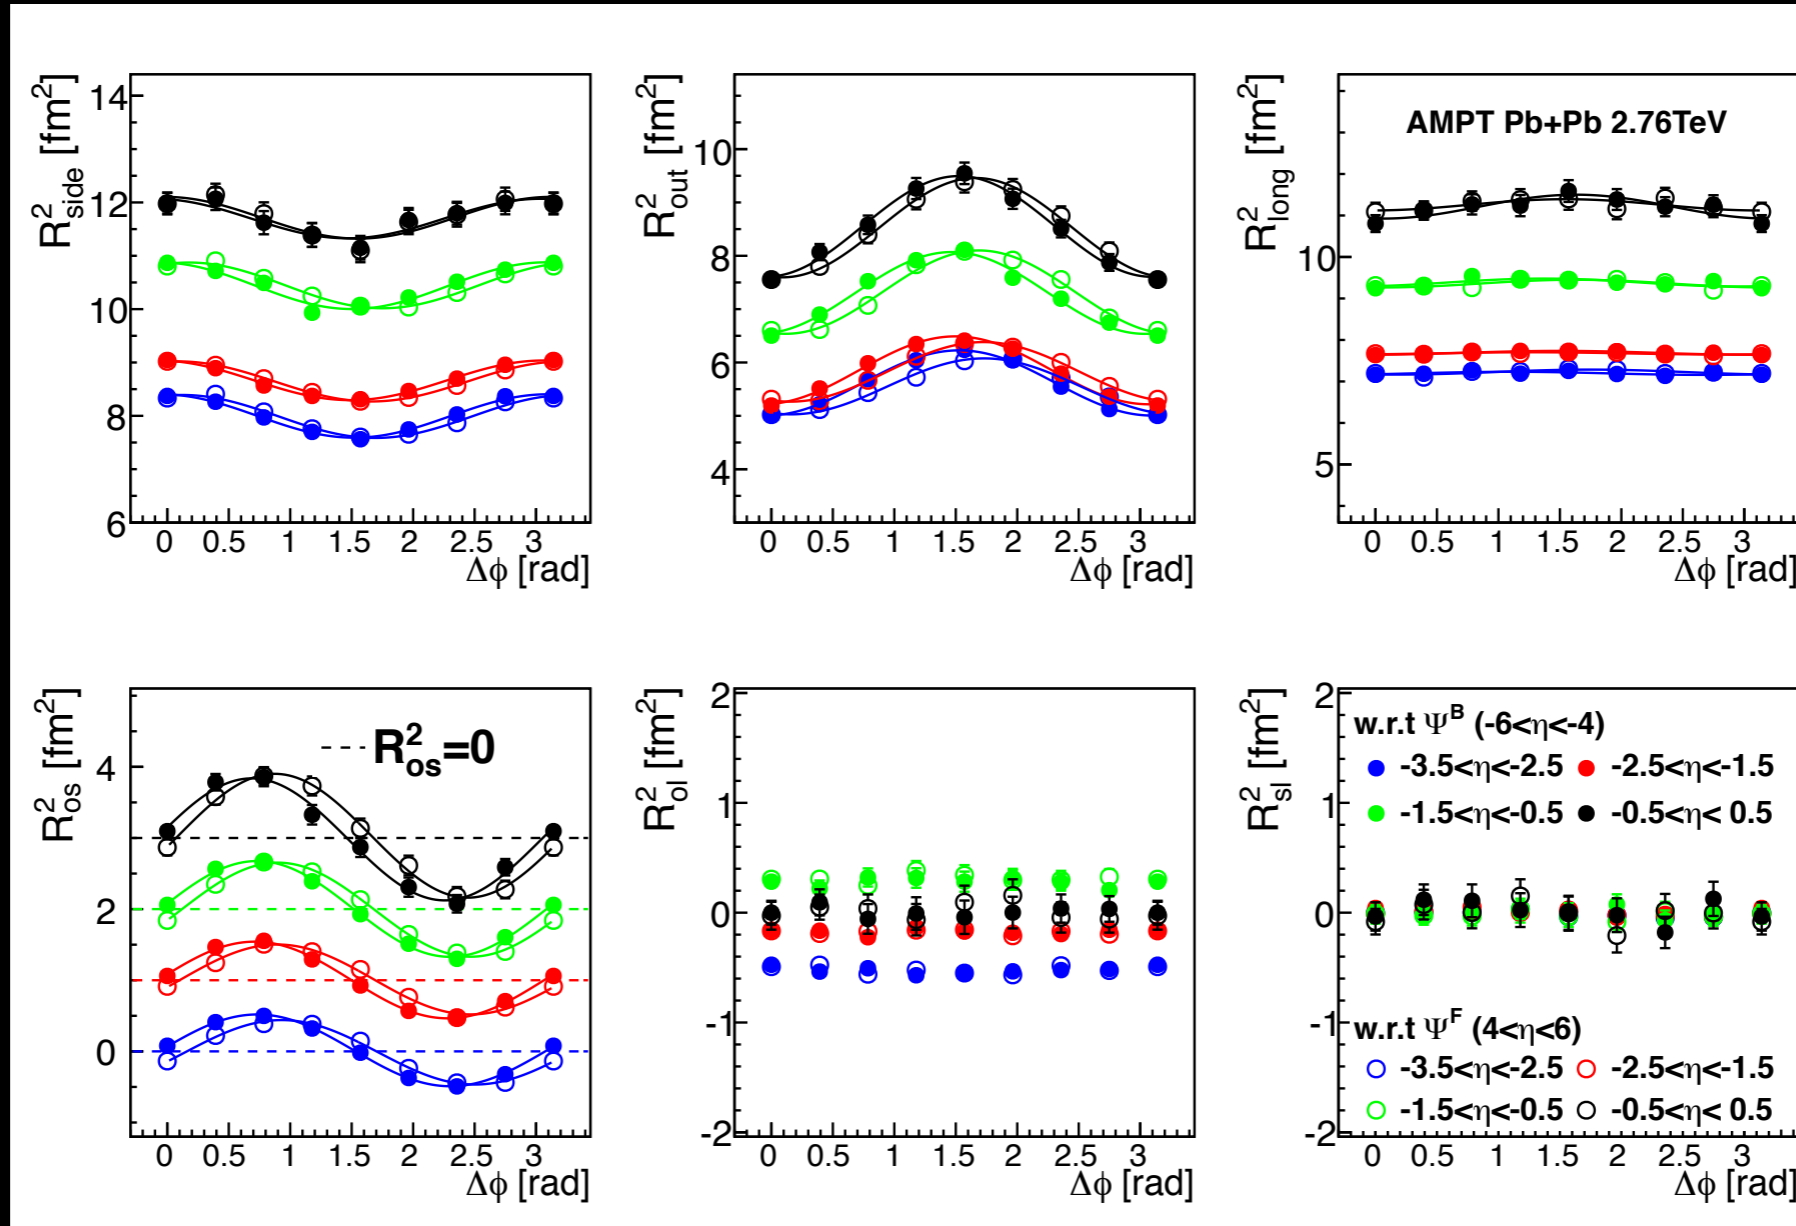 R²side [fm²]
14
12
10
8
6
0 0.5 1 1.5 2 2.5 3
Δϕ [rad]
R²out [fm²]
10
8
6
4
0 0.5 1 1.5 2 2.5 3
Δϕ [rad]
R²long [fm²]
AMPT Pb+Pb 2.76TeV
10
5
0 0.5 1 1.5 2 2.5 3
Δϕ [rad]
R²os [fm²]
R²os=0
4
2
0
0 0.5 1 1.5 2 2.5 3
Δϕ [rad]
R²ol [fm²]
2
1
0
-1
-2
0 0.5 1 1.5 2 2.5 3
Δϕ [rad]
R²sl [fm²]
2
1
0
-1
-2
w.r.t Ψᴮ (-6<η<-4)
-3.5<η<-2.5 -2.5<η<-1.5
-1.5<η<-0.5 -0.5<η< 0.5
w.r.t Ψ^F (4<η<6)
-3.5<η<-2.5 -2.5<η<-1.5
-1.5<η<-0.5 -0.5<η< 0.5
0 0.5 1 1.5 2 2.5 3
Δϕ [rad]